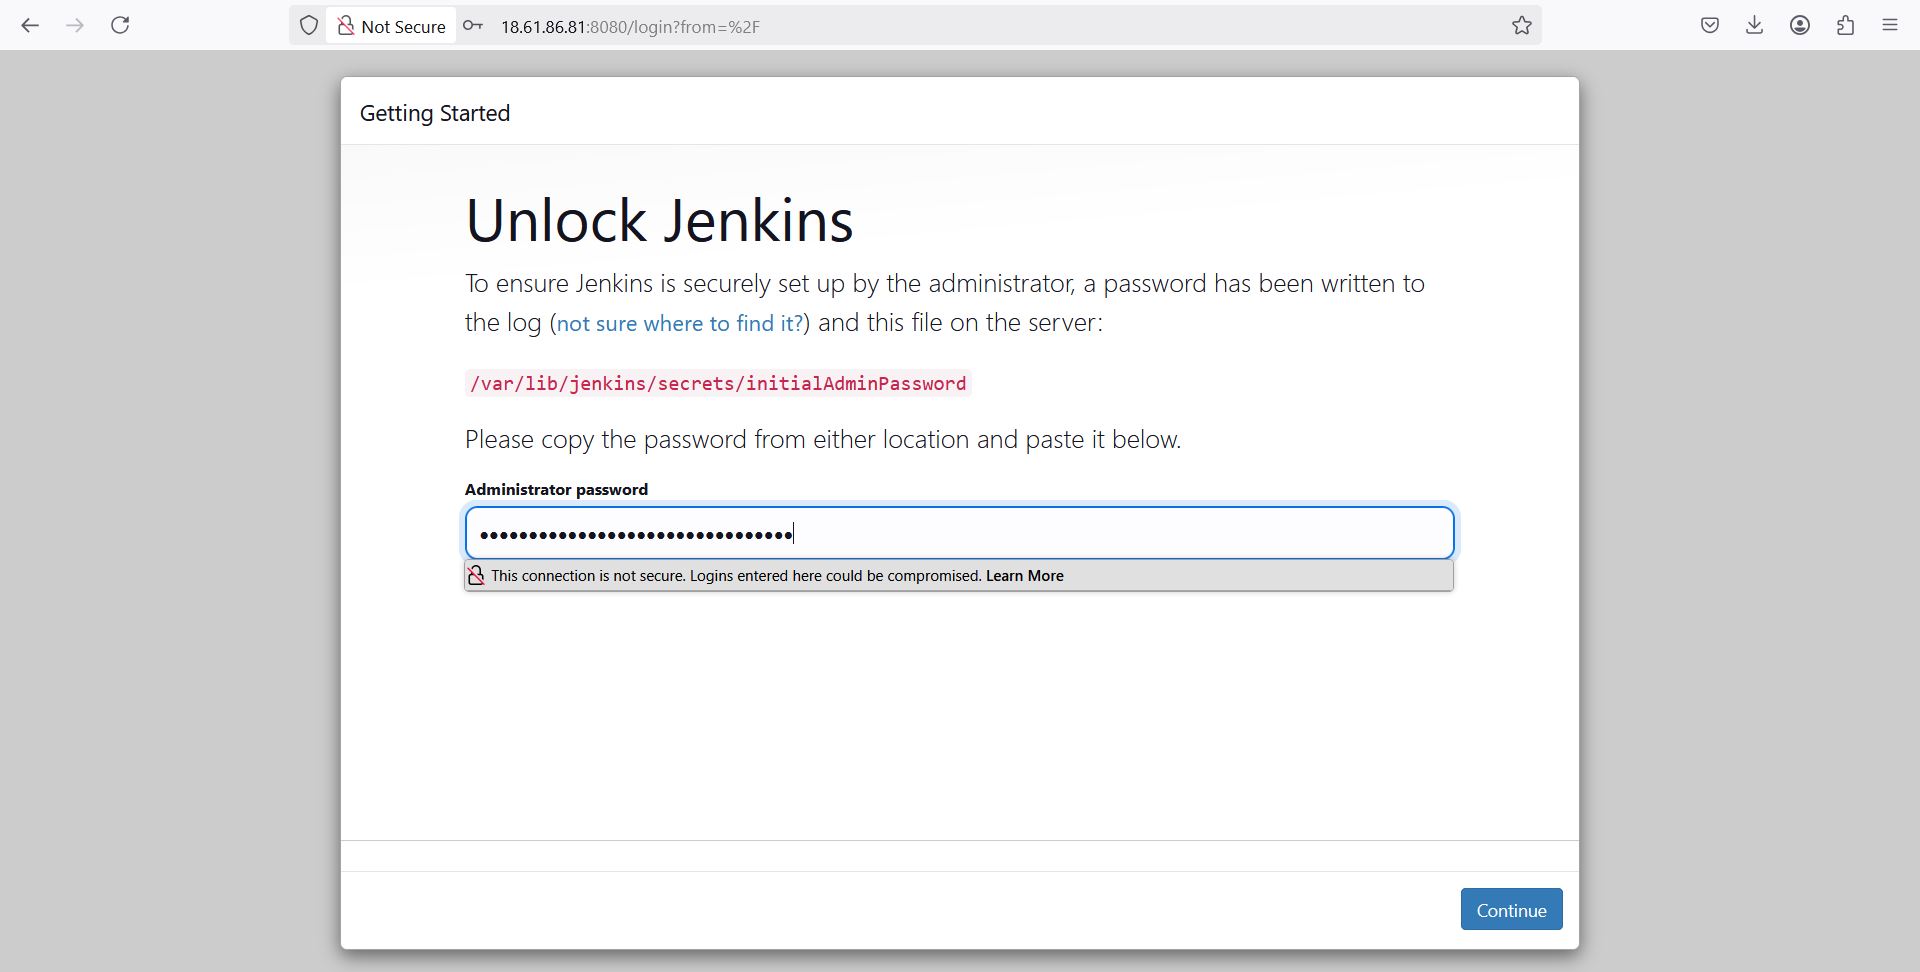 Not Secure
18.61.86.81:8080/login?from=%2F
Getting Started
Unlock Jenkins
To ensure Jenkins is securely set up by the administrator, a password has been written to
the log (not sure where to find it?) and this file on the server:
/var/lib/jenkins/secrets/initialAdminPassword
Please copy the password from either location and paste it below.
Administrator password
••••••••••••••••••••••••••••••••
This connection is not secure. Logins entered here could be compromised. Learn More
Continue